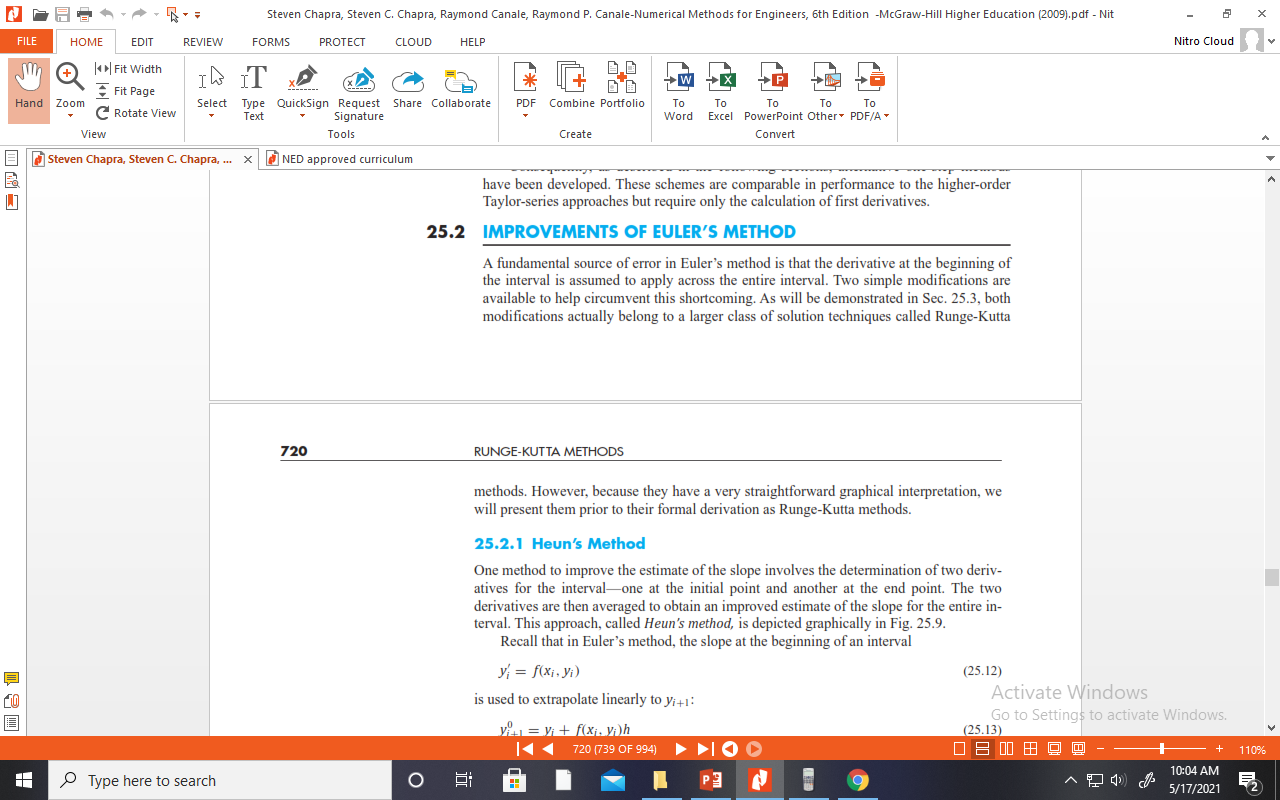 Steven Chapra, Steven C. Chapra, Raymond Canale, Raymond P. Canale-Numerical Methods for Engineers, 6th Edition -McGraw-Hill Higher Education (2009).pdf - Nit
FILE HOME EDIT REVIEW FORMS PROTECT CLOUD HELP
Nitro Cloud
Hand
Zoom
Fit Width
Fit Page
Rotate View
View
Select
Type Text
QuickSign
Request Signature
Share
Collaborate
Tools
PDF
Combine
Portfolio
Create
To Word
To Excel
To PowerPoint
To Other
To PDF/A
Convert
Steven Chapra, Steven C. Chapra, ...
NED approved curriculum
have been developed. These schemes are comparable in performance to the higher-order
Taylor-series approaches but require only the calculation of first derivatives.
25.2 IMPROVEMENTS OF EULER'S METHOD
A fundamental source of error in Euler's method is that the derivative at the beginning of
the interval is assumed to apply across the entire interval. Two simple modifications are
available to help circumvent this shortcoming. As will be demonstrated in Sec. 25.3, both
modifications actually belong to a larger class of solution techniques called Runge-Kutta
720 RUNGE-KUTTA METHODS
methods. However, because they have a very straightforward graphical interpretation, we
will present them prior to their formal derivation as Runge-Kutta methods.
25.2.1 Heun's Method
One method to improve the estimate of the slope involves the determination of two deriv-
atives for the interval—one at the initial point and another at the end point. The two
derivatives are then averaged to obtain an improved estimate of the slope for the entire in-
terval. This approach, called Heun's method, is depicted graphically in Fig. 25.9.
Recall that in Euler's method, the slope at the beginning of an interval
y′ᵢ = f(xᵢ, yᵢ) (25.12)
is used to extrapolate linearly to yᵢ₊₁:
y⁰ᵢ₊₁ = yᵢ + f(xᵢ, yᵢ)h (25.13)
Activate Windows
Go to Settings to activate Windows.
720 (739 OF 994)
110%
Type here to search
10:04 AM
5/17/2021
2